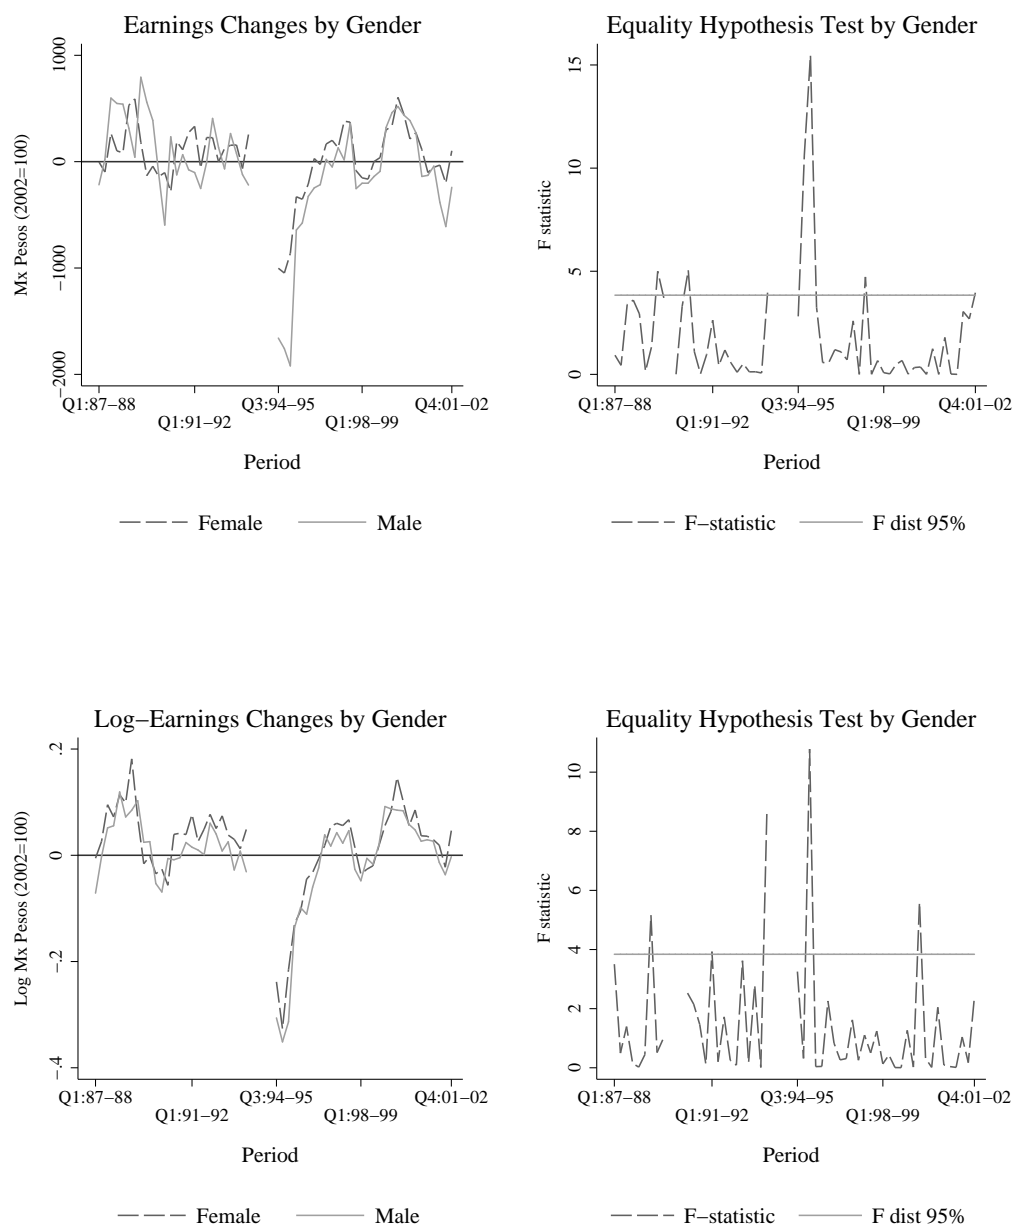 Earnings Changes by Gender
Mx Pesos (2002=100)
1000
0
−1000
−2000
Q1:87−88 Q3:94−95 Q4:01−02
Q1:91−92 Q1:98−99
Period
Female Male
Equality Hypothesis Test by Gender
F statistic
15
10
5
0
Q1:87−88 Q3:94−95 Q4:01−02
Q1:91−92 Q1:98−99
Period
F−statistic F dist 95%
Log−Earnings Changes by Gender
Log Mx Pesos (2002=100)
.2
0
−.2
−.4
Q1:87−88 Q3:94−95 Q4:01−02
Q1:91−92 Q1:98−99
Period
Female Male
Equality Hypothesis Test by Gender
F statistic
10
8
6
4
2
0
Q1:87−88 Q3:94−95 Q4:01−02
Q1:91−92 Q1:98−99
Period
F−statistic F dist 95%